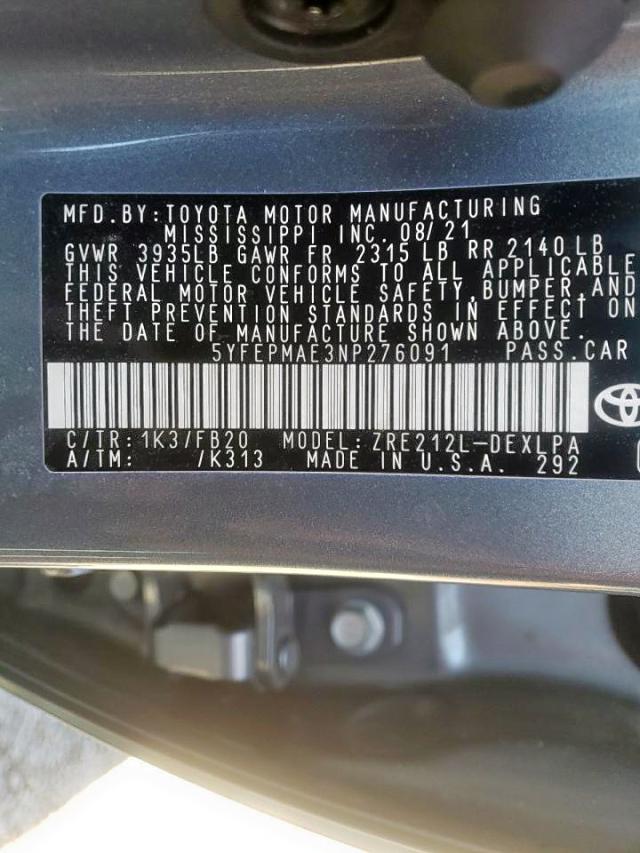 MFD. BY: TOYOTA MOTOR MANUFACTURING
MISSISSIPPI INC. 08/21
GVWR 3935LB GAWR FR 2315 LB RR 2140 LB
THIS VEHICLE CONFORMS TO ALL APPLICABLE
FEDERAL MOTOR VEHICLE SAFETY, BUMPER, AND
THEFT PREVENTION STANDARDS IN EFFECT ON
THE DATE OF MANUFACTURE SHOWN ABOVE.
5YFEPMAE3NP276091 PASS. CAR
C/TR: 1K3/FB20 MODEL: ZRE212L-DEXLPA
A/TM: /K313 MADE IN U.S.A. 292